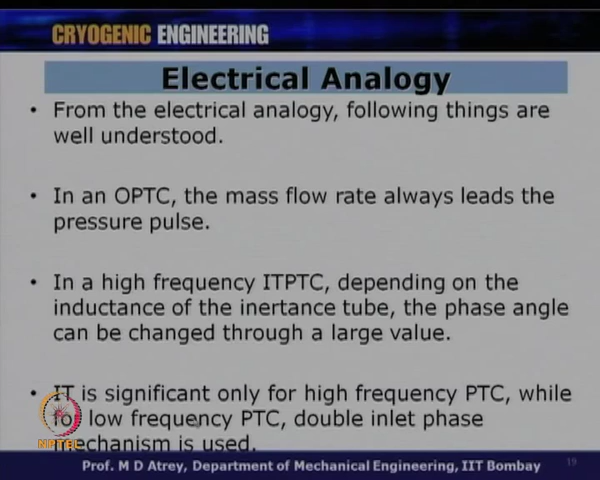 CRYOGENIC ENGINEERING
Electrical Analogy
• From the electrical analogy, following things are
well understood.
• In an OPTC, the mass flow rate always leads the
pressure pulse.
• In a high frequency ITPTC, depending on the
inductance of the inertance tube, the phase angle
can be changed through a large value.
• IT is significant only for high frequency PTC, while
for low frequency PTC, double inlet phase
mechanism is used.
NPTEL
Prof. M D Atrey, Department of Mechanical Engineering, IIT Bombay
19